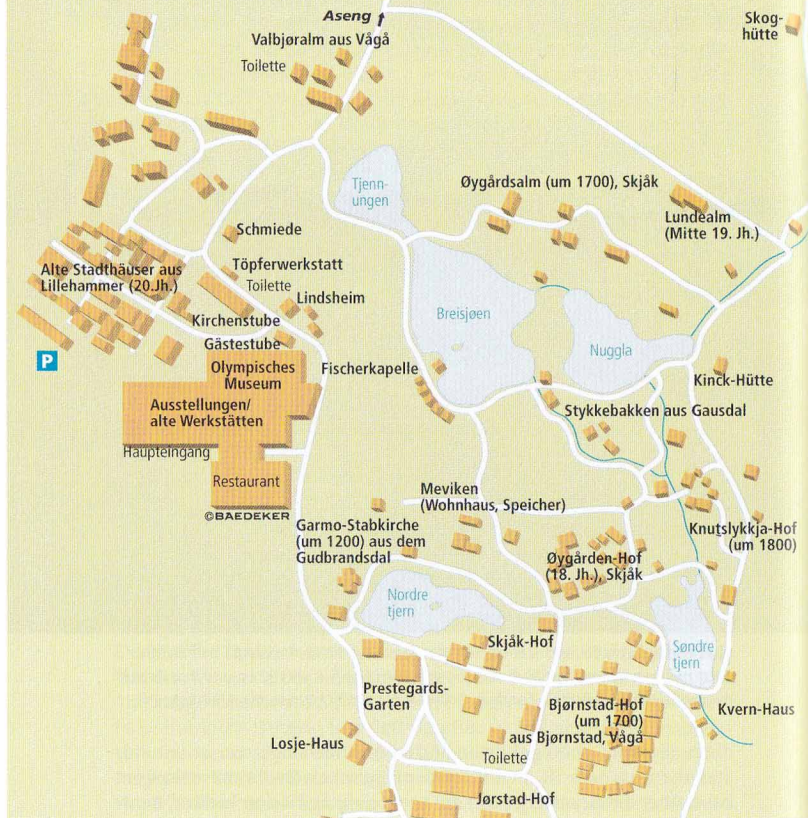 Aseng
Skog-
hütte
Valbjøralm aus Vågå
Toilette
Tjenn-
ungen
Øygårdsalm (um 1700), Skjåk
Lundealm
(Mitte 19. Jh.)
Schmiede
Töpferwerkstatt
Toilette
Lindsheim
Alte Stadthäuser aus
Lillehammer (20.Jh.)
Kirchenstube
Gästestube
Breisjøen
Nuggla
P
Olympisches
Museum
Fischerkapelle
Kinck-Hütte
Ausstellungen/
alte Werkstätten
Stykkebakken aus Gausdal
Haupteingang
Restaurant
©BAEDEKER
Meviken
(Wohnhaus, Speicher)
Garmo-Stabkirche
(um 1200) aus dem
Gudbrandsdal
Knutslykkja-Hof
(um 1800)
Øygården-Hof
(18. Jh.), Skjåk
Nordre
tjern
Skjåk-Hof
Søndre
tjern
Prestegards-
Garten
Bjørnstad-Hof
(um 1700)
aus Bjørnstad, Vågå
Kvern-Haus
Losje-Haus
Toilette
Jørstad-Hof